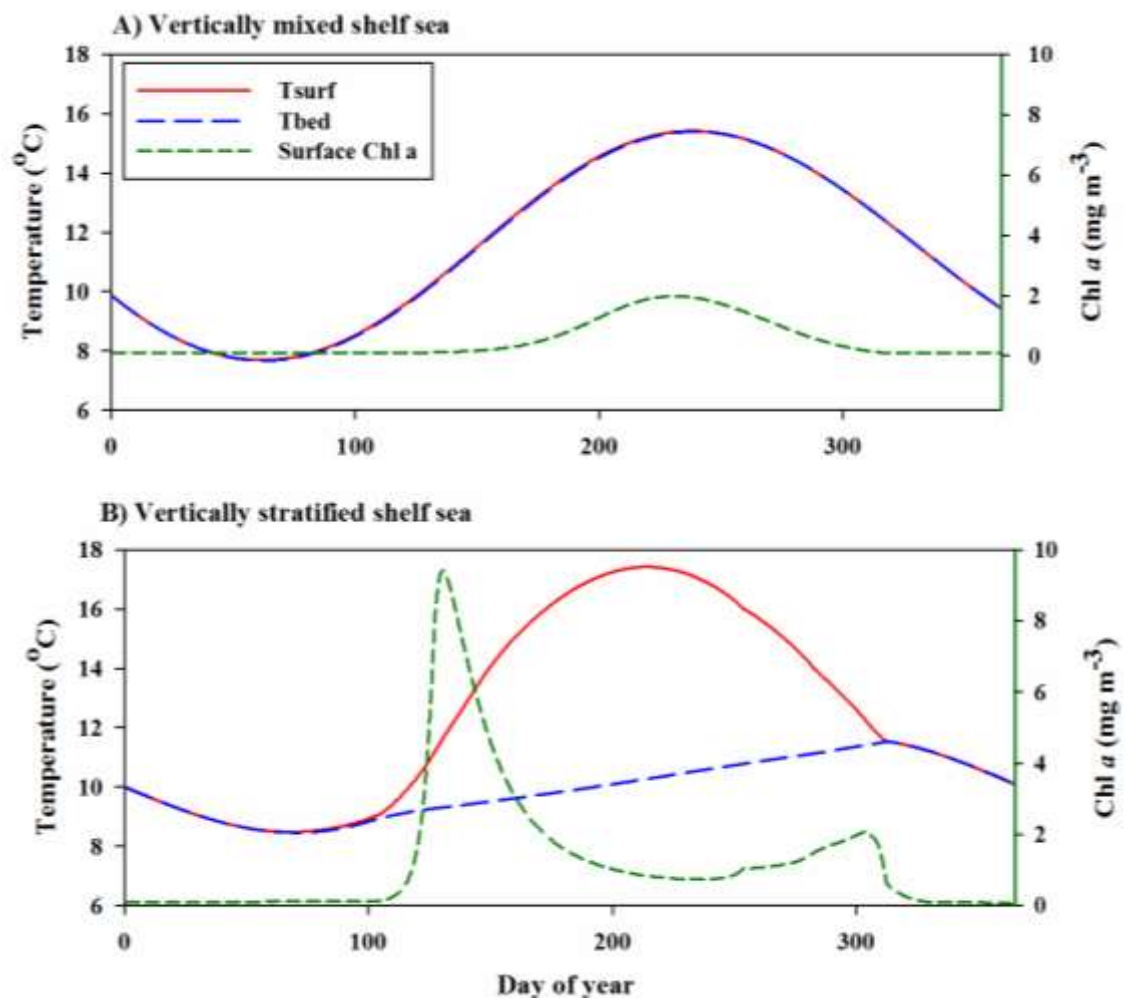 A) Vertically mixed shelf sea
18
16
14
12
10
8
6
Temperature (°C)
Tsurf
Tbed
Surface Chl a
10
8
6
4
2
0
Chl a (mg m-3)
0 100 200 300
B) Vertically stratified shelf sea
18
16
14
12
10
8
6
Temperature (°C)
10
8
6
4
2
0
Chl a (mg m-3)
0 100 200 300
Day of year